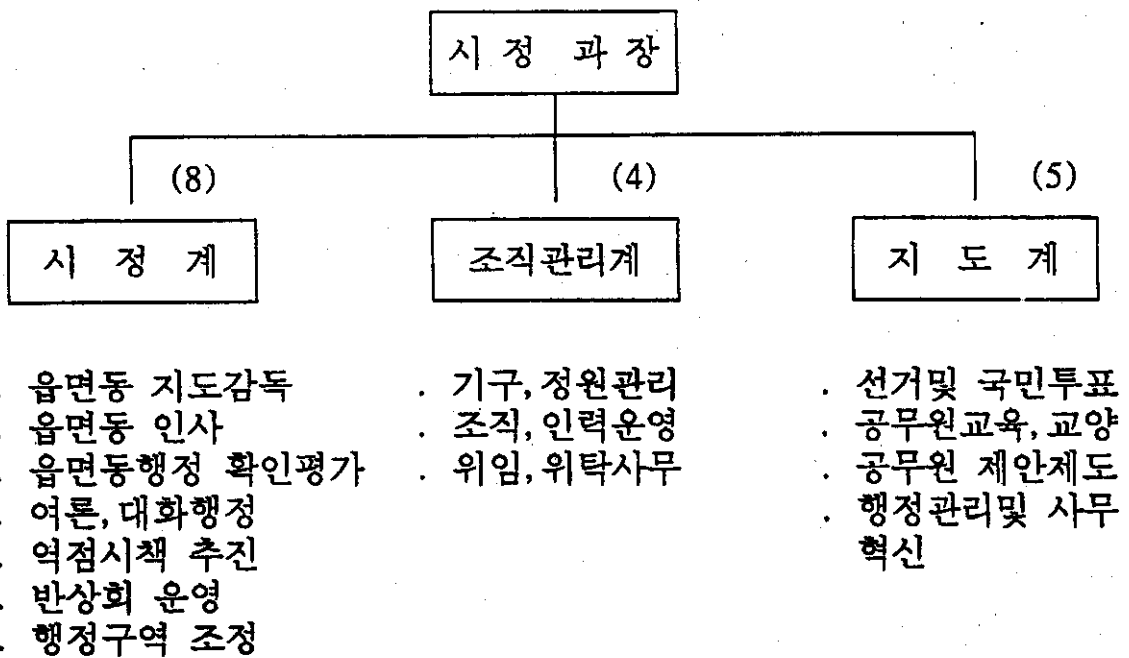 시 정 과 장
(8)
(4)
(5)
시 정 계
조직관리계
지 도 계
. 읍면동 지도감독
. 읍면동 인사
. 읍면동행정 확인평가
. 여론, 대화행정
. 역점시책 추진
. 반상회 운영
. 행정구역 조정
. 기구, 정원관리
. 조직, 인력운영
. 위임, 위탁사무
. 선거및 국민투표
. 공무원교육, 교양
. 공무원 제안제도
. 행정관리및 사무
혁신